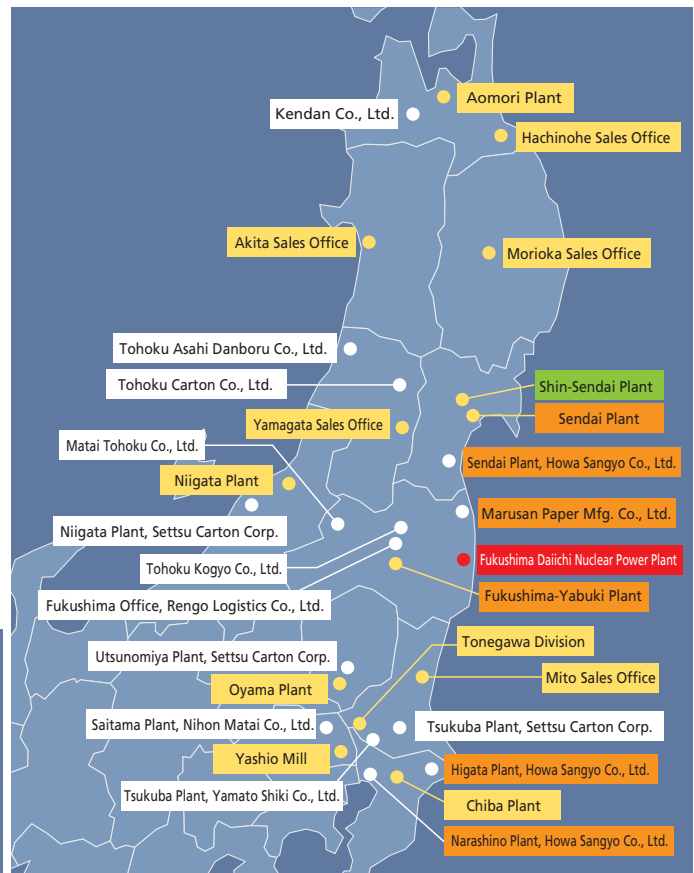 Aomori Plant
Kendan Co., Ltd.
Hachinohe Sales Office
Akita Sales Office
Morioka Sales Office
Tohoku Asahi Danboru Co., Ltd.
Tohoku Carton Co., Ltd.
Shin-Sendai Plant
Sendai Plant
Yamagata Sales Office
Matai Tohoku Co., Ltd.
Sendai Plant, Howa Sangyo Co., Ltd.
Niigata Plant
Marusan Paper Mfg. Co., Ltd.
Niigata Plant, Settsu Carton Corp.
Fukushima Daiichi Nuclear Power Plant
Tohoku Kogyo Co., Ltd.
Fukushima-Yabuki Plant
Fukushima Office, Rengo Logistics Co., Ltd.
Tonegawa Division
Utsunomiya Plant, Settsu Carton Corp.
Mito Sales Office
Oyama Plant
Saitama Plant, Nihon Matai Co., Ltd.
Tsukuba Plant, Settsu Carton Corp.
Yashio Mill
Higata Plant, Howa Sangyo Co., Ltd.
Tsukuba Plant, Yamato Shiki Co., Ltd.
Chiba Plant
Narashino Plant, Howa Sangyo Co., Ltd.